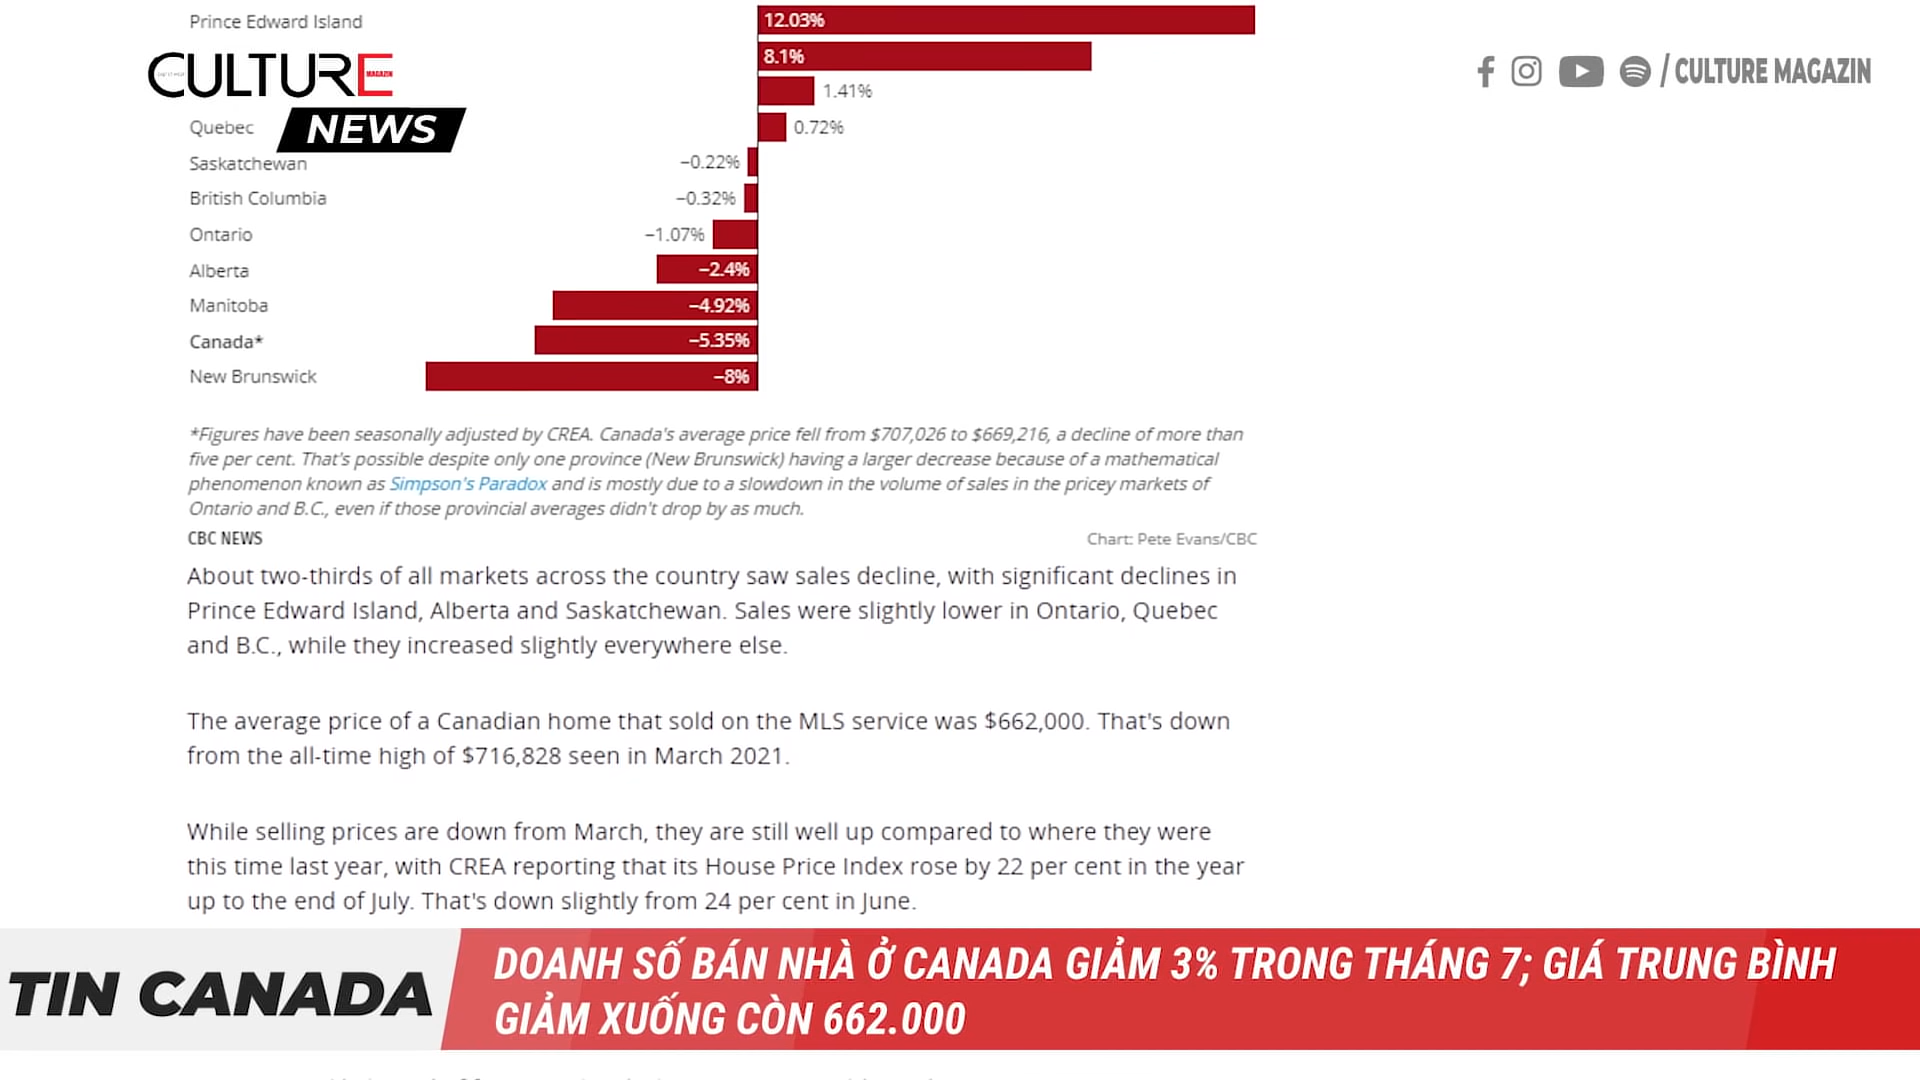 Prince Edward Island 12.03%
CULTURE MAGAZIN
8.1%
/ CULTURE MAGAZIN
1.41%
NEWS
Quebec 0.72%
Saskatchewan −0.22%
British Columbia −0.32%
Ontario −1.07%
Alberta −2.4%
Manitoba −4.92%
Canada* −5.35%
New Brunswick −8%
*Figures have been seasonally adjusted by CREA. Canada's average price fell from $707,026 to $669,216, a decline of more than
five per cent. That's possible despite only one province (New Brunswick) having a larger decrease because of a mathematical
phenomenon known as Simpson's Paradox and is mostly due to a slowdown in the volume of sales in the pricey markets of
Ontario and B.C., even if those provincial averages didn't drop by as much.
CBC NEWS Chart: Pete Evans/CBC
About two-thirds of all markets across the country saw sales decline, with significant declines in
Prince Edward Island, Alberta and Saskatchewan. Sales were slightly lower in Ontario, Quebec
and B.C., while they increased slightly everywhere else.
The average price of a Canadian home that sold on the MLS service was $662,000. That's down
from the all-time high of $716,828 seen in March 2021.
While selling prices are down from March, they are still well up compared to where they were
this time last year, with CREA reporting that its House Price Index rose by 22 per cent in the year
up to the end of July. That's down slightly from 24 per cent in June.
TIN CANADA
DOANH SỐ BÁN NHÀ Ở CANADA GIẢM 3% TRONG THÁNG 7; GIÁ TRUNG BÌNH
GIẢM XUỐNG CÒN 662.000